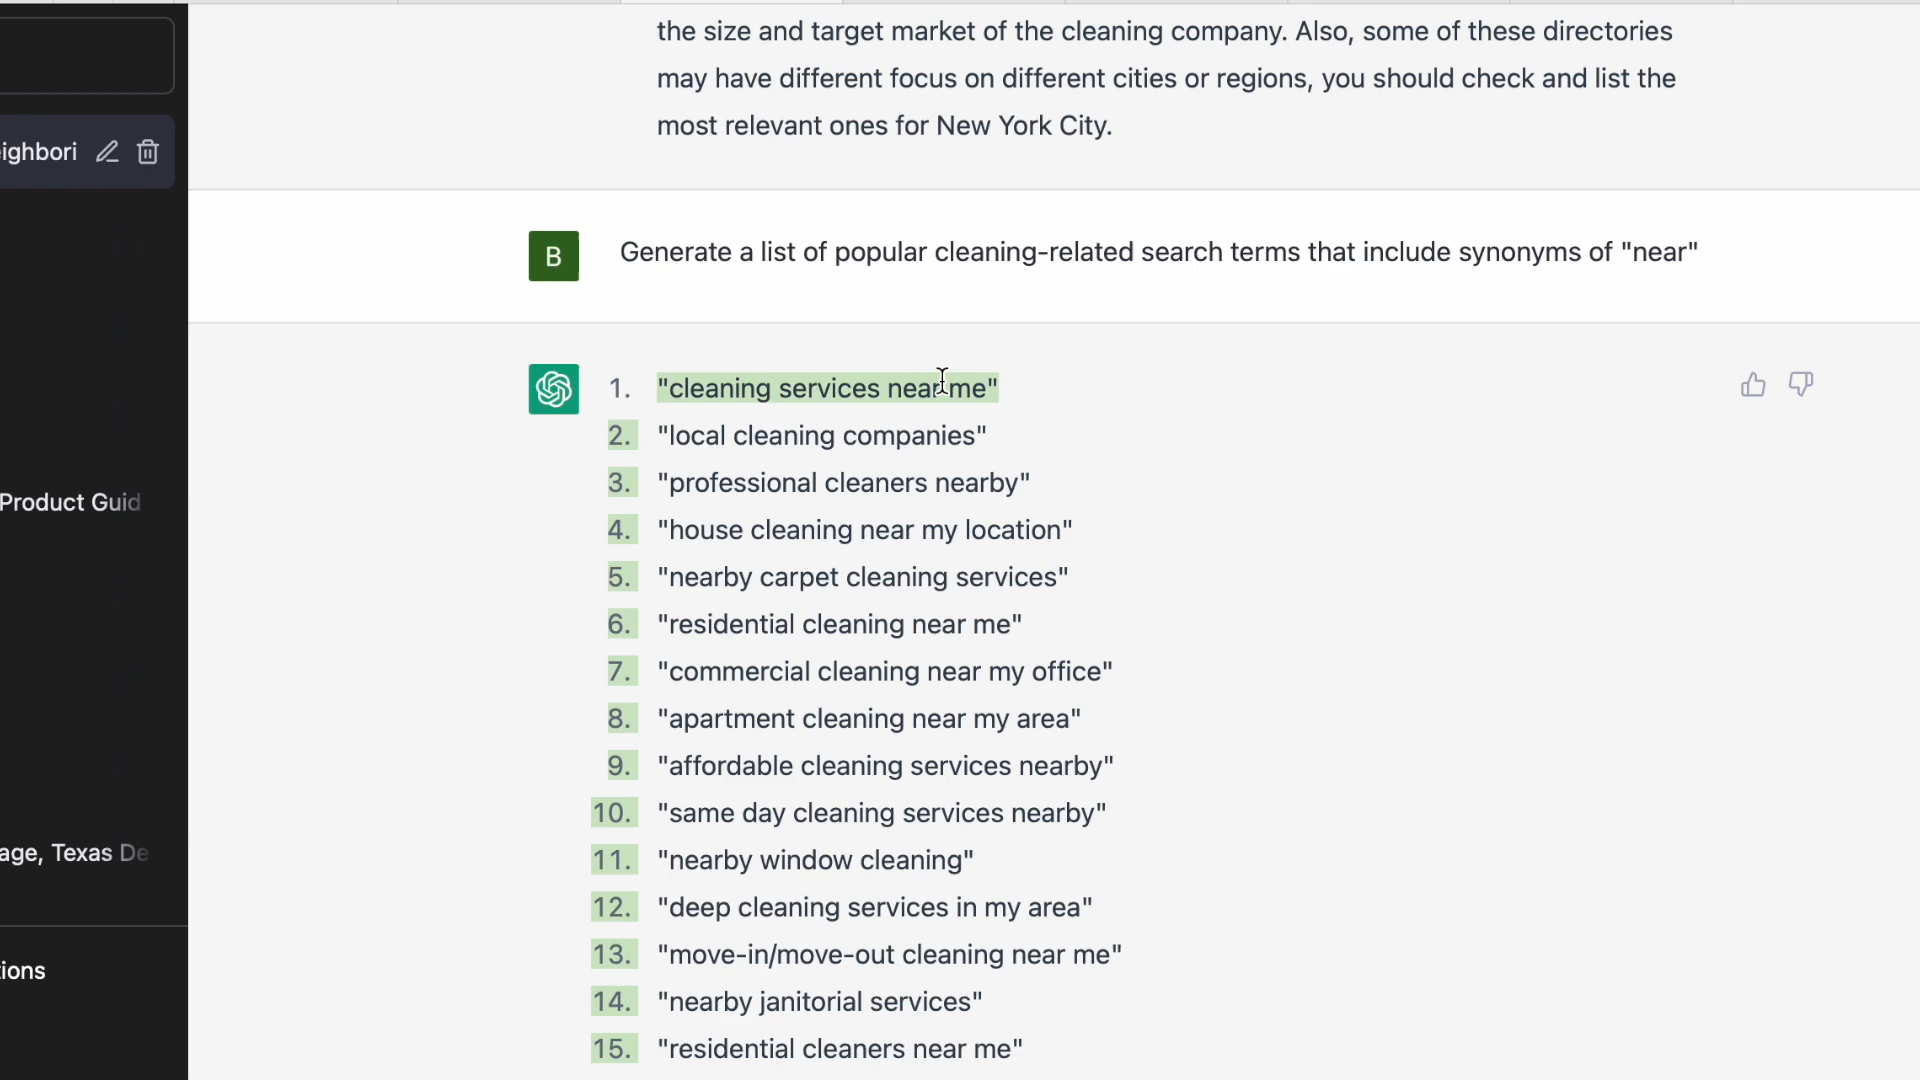 the size and target market of the cleaning company. Also, some of these directories
may have different focus on different cities or regions, you should check and list the
most relevant ones for New York City.
ighbori
B
Generate a list of popular cleaning-related search terms that include synonyms of "near"
1. "cleaning services near me"
2. "local cleaning companies"
3. "professional cleaners nearby"
Product Guid
4. "house cleaning near my location"
5. "nearby carpet cleaning services"
6. "residential cleaning near me"
7. "commercial cleaning near my office"
8. "apartment cleaning near my area"
9. "affordable cleaning services nearby"
10. "same day cleaning services nearby"
age, Texas De
11. "nearby window cleaning"
12. "deep cleaning services in my area"
13. "move-in/move-out cleaning near me"
tions
14. "nearby janitorial services"
15. "residential cleaners near me"